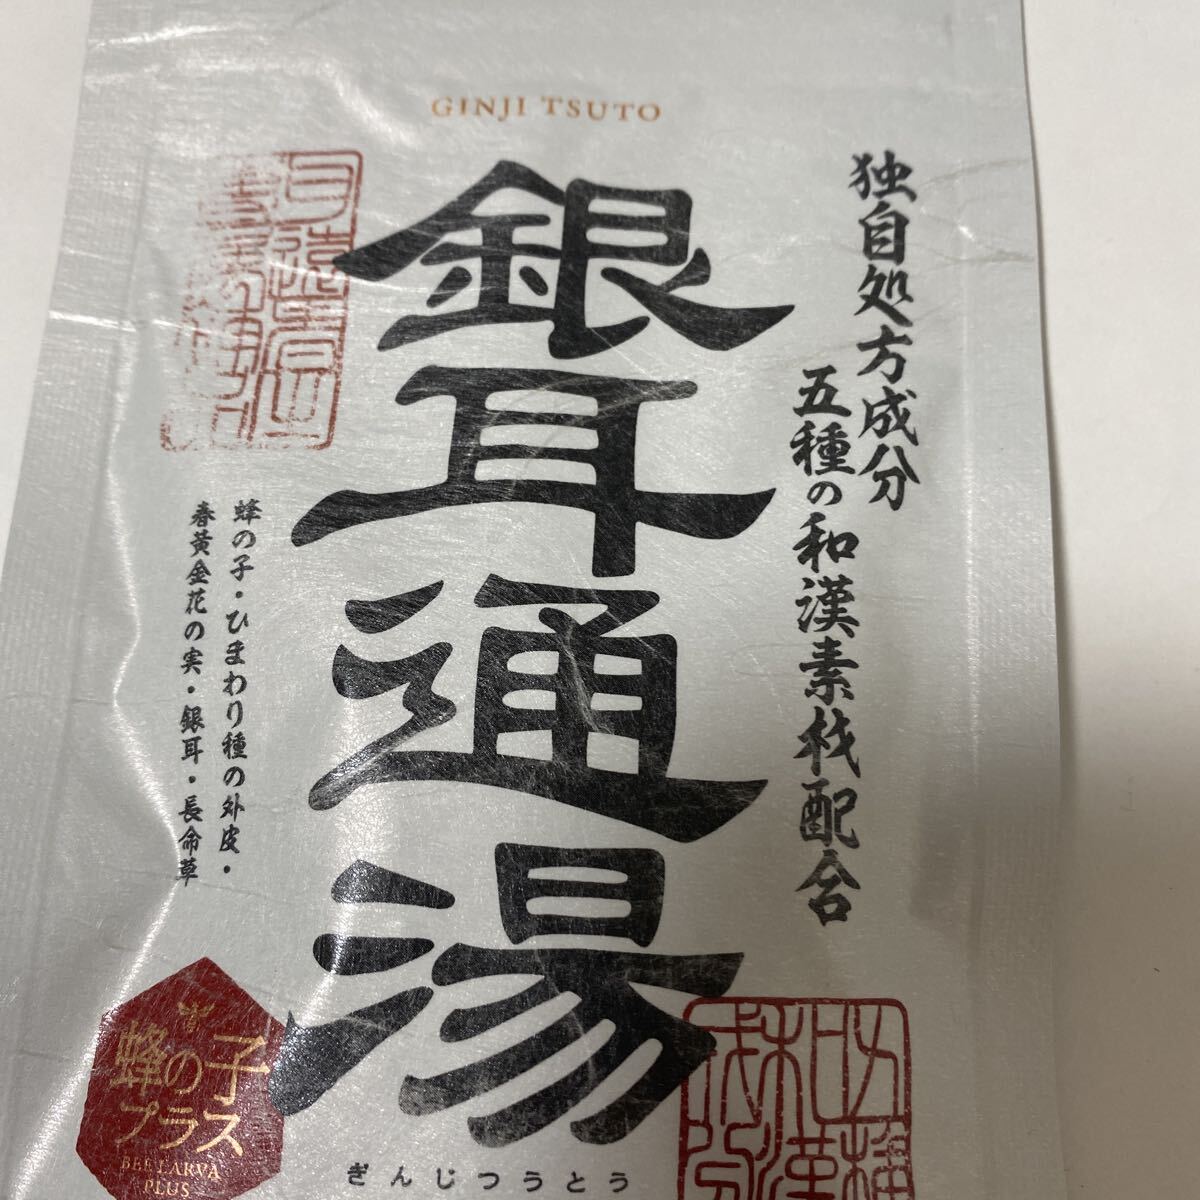 GINJI TSUTO
独自処方成分
五種の和漢素材配合
銀耳通湯
蜂の子・ひまわり種の外皮・
春黄金花の実・銀耳・長命草
蜂の子
プラス
BEE LARVA
PLUS
ぎんじつうとう